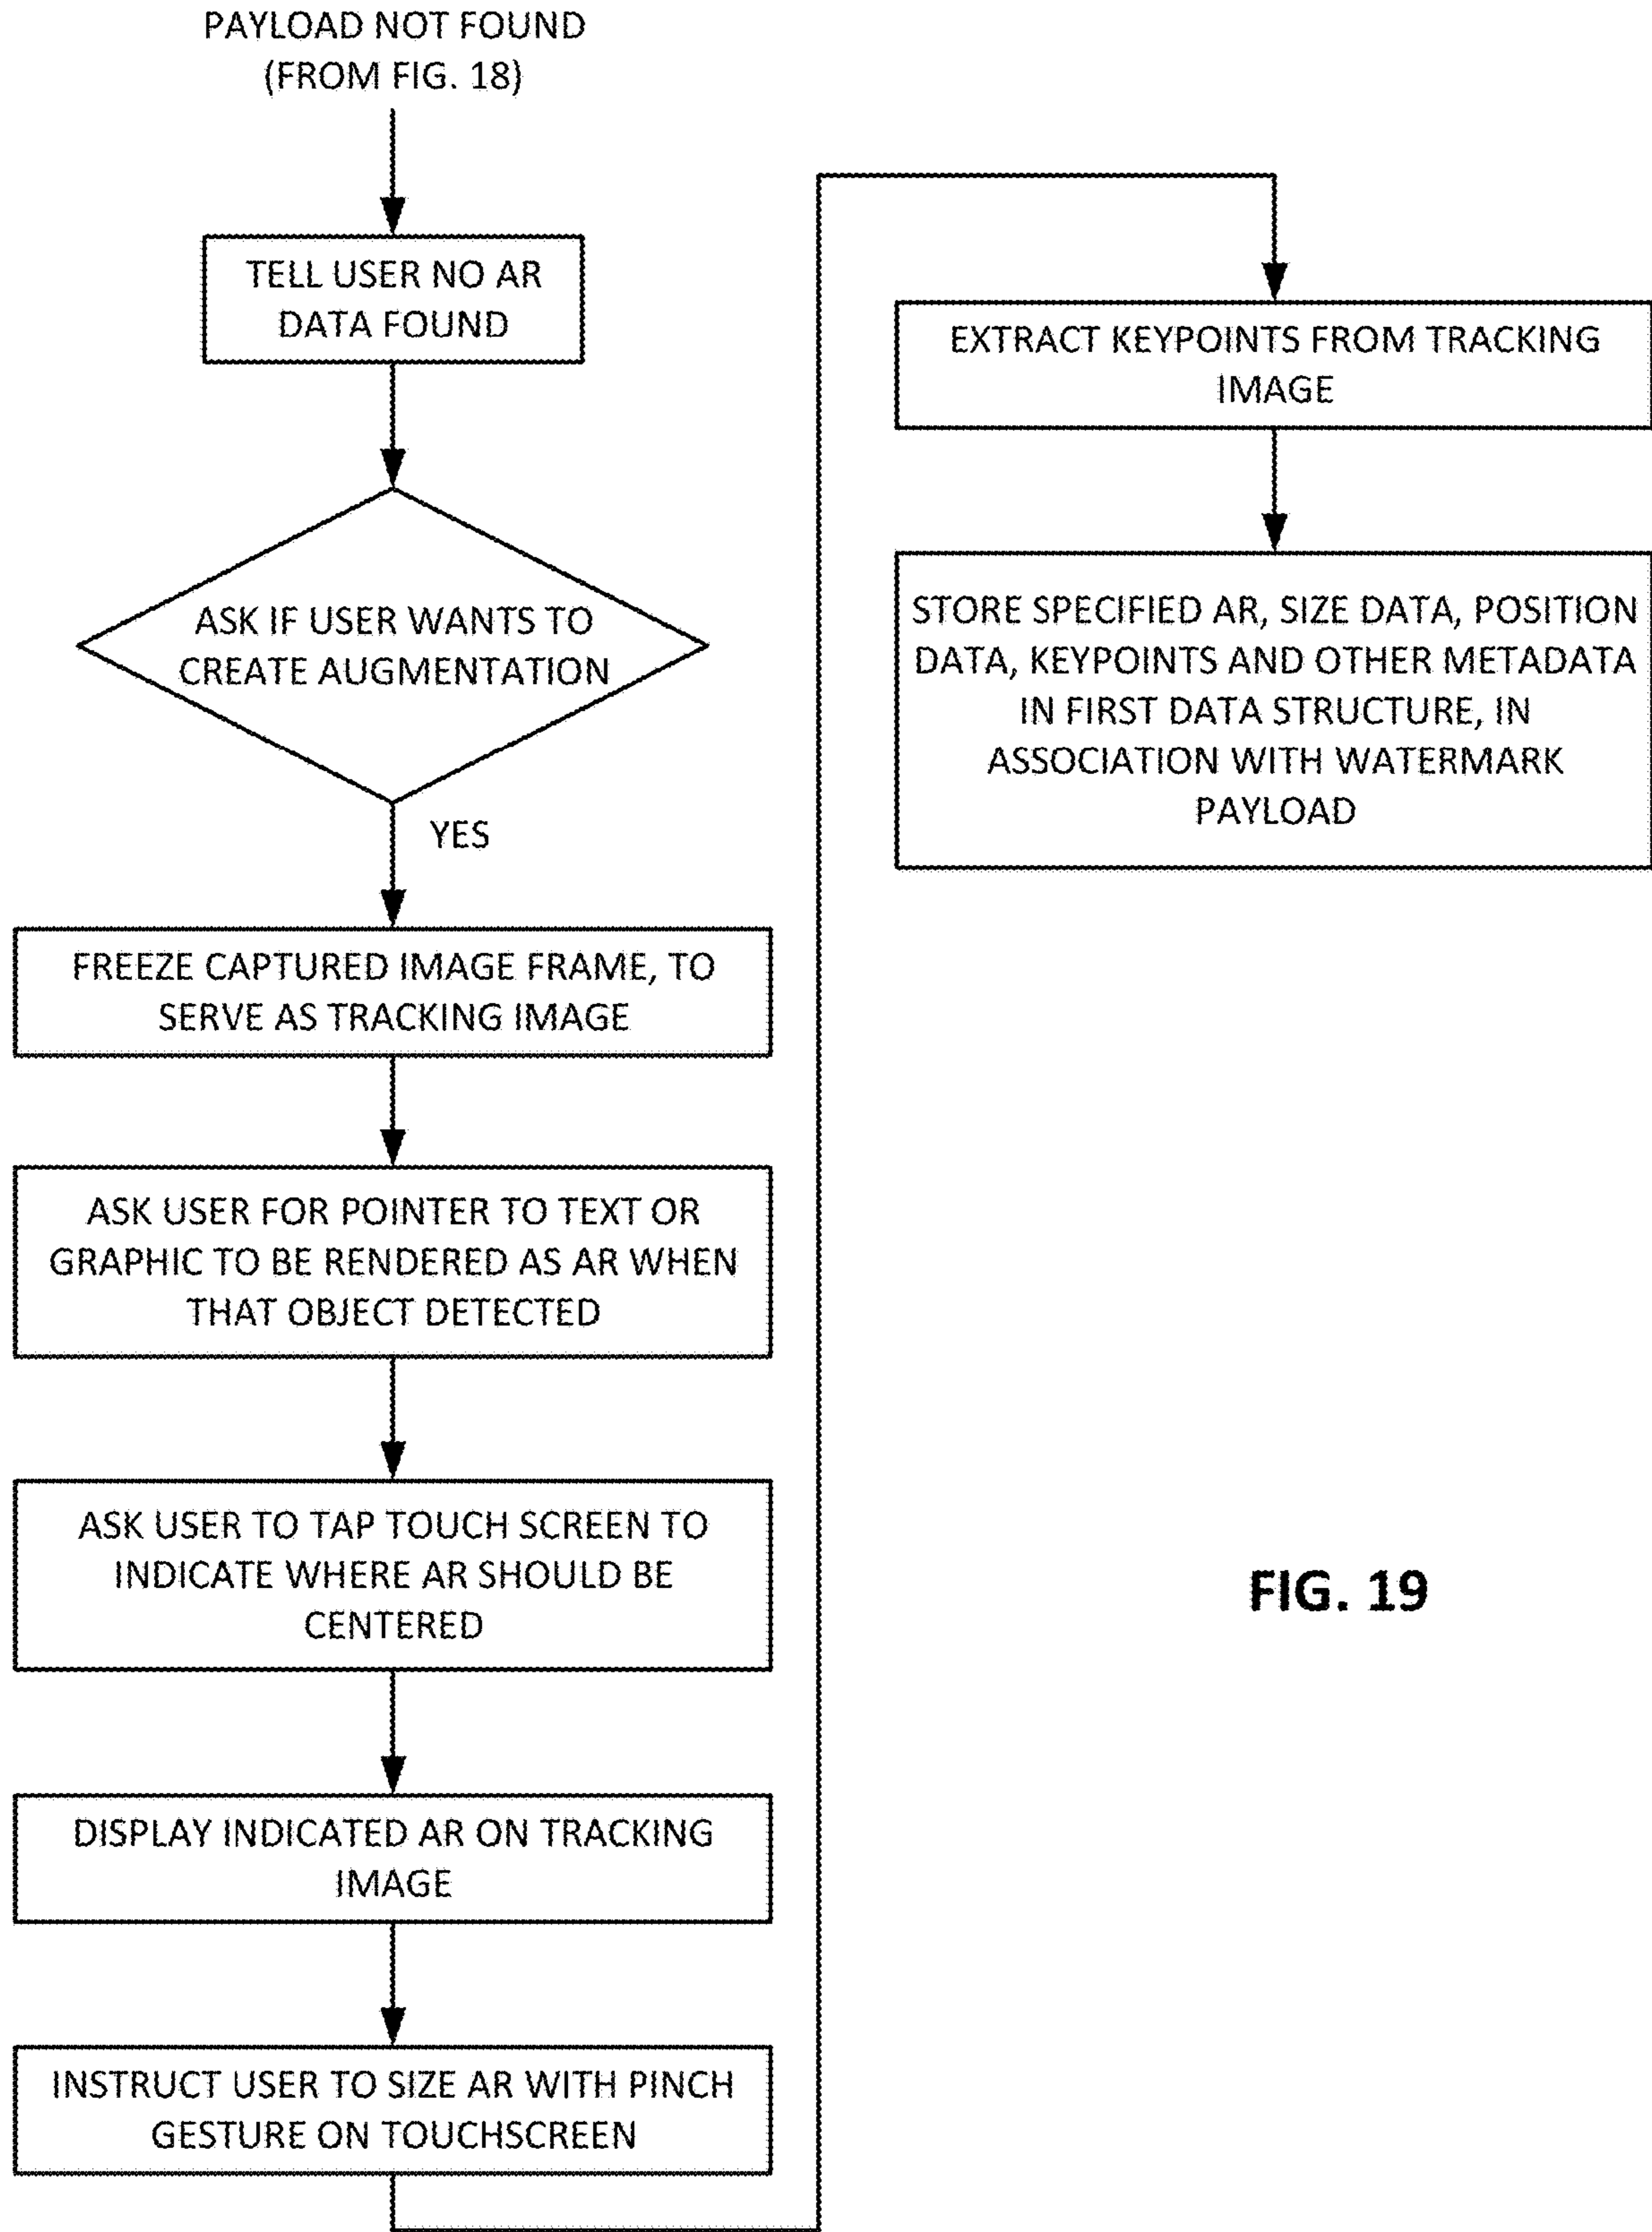 PAYLOAD NOT FOUND
(FROM FIG. 18)
TELL USER NO AR
DATA FOUND
ASK IF USER WANTS TO
CREATE AUGMENTATION
YES
FREEZE CAPTURED IMAGE FRAME, TO
SERVE AS TRACKING IMAGE
ASK USER FOR POINTER TO TEXT OR
GRAPHIC TO BE RENDERED AS AR WHEN
THAT OBJECT DETECTED
ASK USER TO TAP TOUCH SCREEN TO
INDICATE WHERE AR SHOULD BE
CENTERED
DISPLAY INDICATED AR ON TRACKING
IMAGE
INSTRUCT USER TO SIZE AR WITH PINCH
GESTURE ON TOUCHSCREEN
EXTRACT KEYPOINTS FROM TRACKING
IMAGE
STORE SPECIFIED AR, SIZE DATA, POSITION
DATA, KEYPOINTS AND OTHER METADATA
IN FIRST DATA STRUCTURE, IN
ASSOCIATION WITH WATERMARK
PAYLOAD
FIG. 19